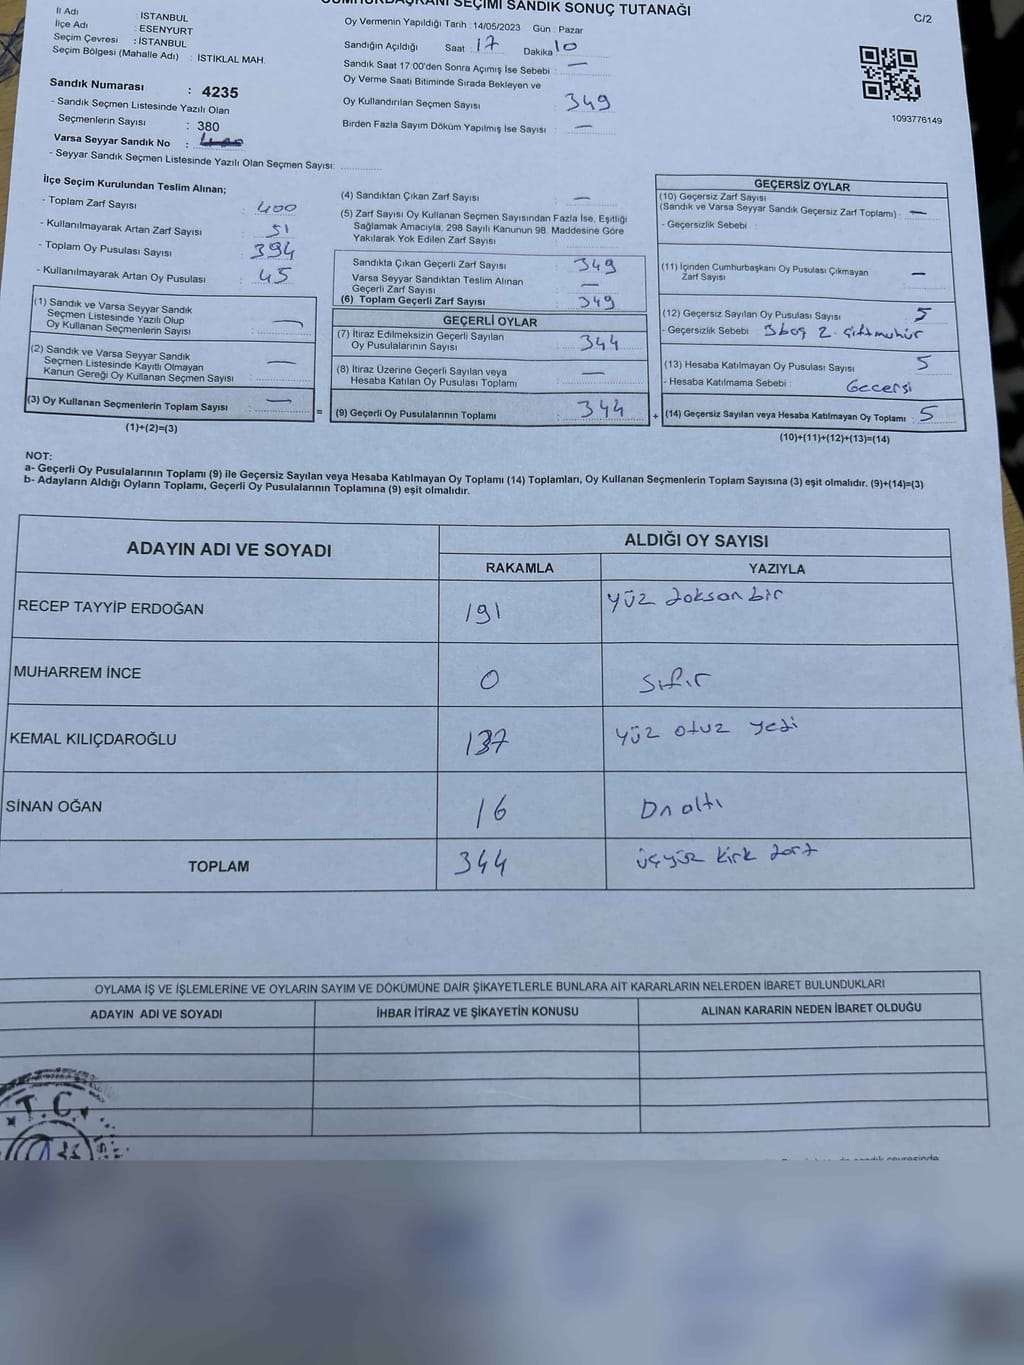 CUMHURBAŞKANI SEÇİMİ SANDIK SONUÇ TUTANAĞI
C/2
İl Adı : İSTANBUL
İlçe Adı : ESENYURT
Seçim Çevresi : İSTANBUL
Seçim Bölgesi (Mahalle Adı) : İSTİKLAL MAH.
Sandık Numarası : 4235
- Sandık Seçmen Listesinde Yazılı Olan
Seçmenlerin Sayısı : 380
Varsa Seyyar Sandık No :
- Seyyar Sandık Seçmen Listesinde Yazılı Olan Seçmen Sayısı:
Oy Vermenin Yapıldığı Tarih : 14/05/2023 Gün : Pazar
Sandığın Açıldığı Saat : 17 Dakika : 10
Sandık Saat 17:00'den Sonra Açımış İse Sebebi : —
Oy Verme Saati Bitiminde Sırada Bekleyen ve
Oy Kullandırılan Seçmen Sayısı : 349
Birden Fazla Sayım Döküm Yapılmış İse Sayısı : —
1093776149
İlçe Seçim Kurulundan Teslim Alınan;
- Toplam Zarf Sayısı : 400
- Kullanılmayarak Artan Zarf Sayısı : 51
- Toplam Oy Pusulası Sayısı : 394
- Kullanılmayarak Artan Oy Pusulası : 45
(1) Sandık ve Varsa Seyyar Sandık
Seçmen Listesinde Yazılı Olup
Oy Kullanan Seçmenlerin Sayısı : —
(2) Sandık ve Varsa Seyyar Sandık
Seçmen Listesinde Kayıtlı Olmayan
Kanun Gereği Oy Kullanan Seçmen Sayısı : —
(3) Oy Kullanan Seçmenlerin Toplam Sayısı : —
(1)+(2)=(3)
=
(4) Sandıktan Çıkan Zarf Sayısı : —
(5) Zarf Sayısı Oy Kullanan Seçmen Sayısından Fazla İse, Eşitliği
Sağlamak Amacıyla; 298 Sayılı Kanunun 98. Maddesine Göre
Yakılarak Yok Edilen Zarf Sayısı :
Sandıkta Çıkan Geçerli Zarf Sayısı : 349
Varsa Seyyar Sandıktan Teslim Alınan
Geçerli Zarf Sayısı : —
(6) Toplam Geçerli Zarf Sayısı : 349
GEÇERLİ OYLAR
(7) İtiraz Edilmeksizin Geçerli Sayılan
Oy Pusulalarının Sayısı : 344
(8) İtiraz Üzerine Geçerli Sayılan veya
Hesaba Katılan Oy Pusulası Toplamı : —
(9) Geçerli Oy Pusulalarının Toplamı : 344
+
GEÇERSİZ OYLAR
(10) Geçersiz Zarf Sayısı
(Sandık ve Varsa Seyyar Sandık Geçersiz Zarf Toplamı) : —
- Geçersizlik Sebebi :
(11) İçinden Cumhurbaşkanı Oy Pusulası Çıkmayan
Zarf Sayısı : —
(12) Geçersiz Sayılan Oy Pusulası Sayısı : 5
- Geçersizlik Sebebi : 3boş 2. çiftmühür
(13) Hesaba Katılmayan Oy Pusulası Sayısı : 5
- Hesaba Katılmama Sebebi : Gecersi
(14) Geçersiz Sayılan veya Hesaba Katılmayan Oy Toplamı : 5
(10)+(11)+(12)+(13)=(14)
NOT:
a- Geçerli Oy Pusulalarının Toplamı (9) ile Geçersiz Sayılan veya Hesaba Katılmayan Oy Toplamı (14) Toplamları, Oy Kullanan Seçmenlerin Toplam Sayısına (3) eşit olmalıdır. (9)+(14)=(3)
b- Adayların Aldığı Oyların Toplamı, Geçerli Oy Pusulalarının Toplamına (9) eşit olmalıdır.
ADAYIN ADI VE SOYADI
ALDIĞI OY SAYISI
RAKAMLA YAZIYLA
RECEP TAYYİP ERDOĞAN 191 yüz doksan bir
MUHARREM İNCE 0 sıfır
KEMAL KILIÇDAROĞLU 137 yüz otuz yedi
SİNAN OĞAN 16 Onaltı
TOPLAM 344 üçyüz kırk dört
OYLAMA İŞ VE İŞLEMLERİNE VE OYLARIN SAYIM VE DÖKÜMÜNE DAİR ŞİKAYETLERLE BUNLARA AİT KARARLARIN NELERDEN İBARET BULUNDUKLARI
ADAYIN ADI VE SOYADI İHBAR İTİRAZ VE ŞİKAYETİN KONUSU ALINAN KARARIN NEDEN İBARET OLDUĞU
T.C.